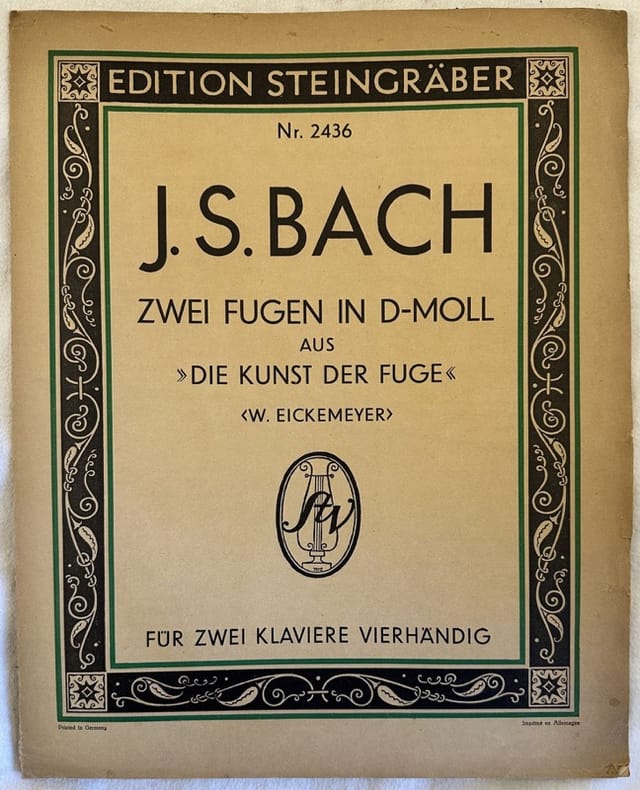 EDITION STEINGRÄBER
Nr. 2436
J. S. BACH
ZWEI FUGEN IN D-MOLL
AUS
»DIE KUNST DER FUGE«
<W. EICKEMEYER>
StV
FÜR ZWEI KLAVIERE VIERHÄNDIG
Printed in Germany
Imprimé en Allemagne